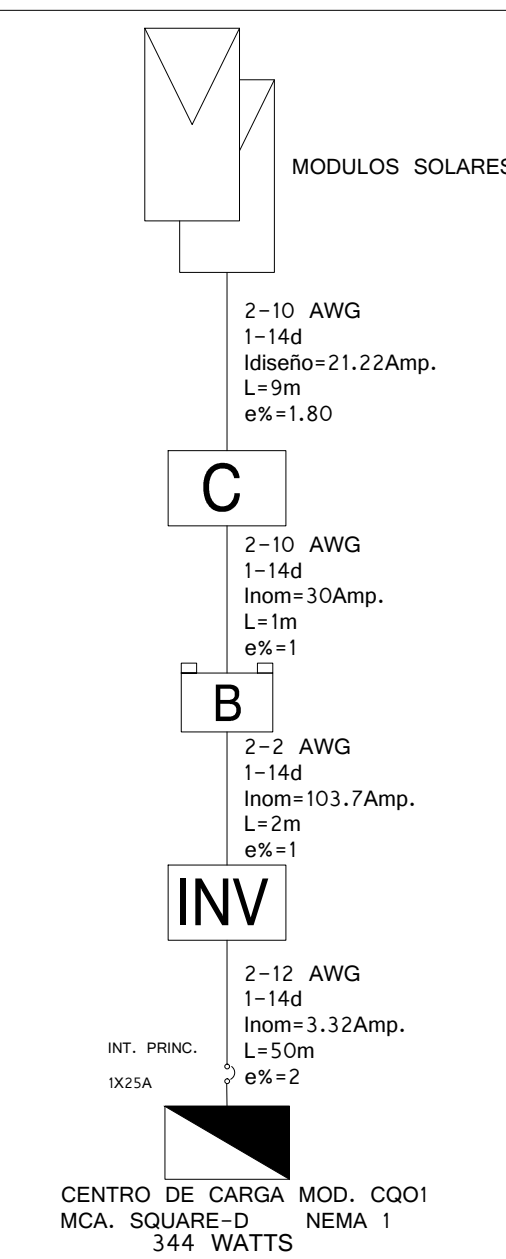 MODULOS SOLARES
2-10 AWG
1-14d
Idiseño=21.22Amp.
L=9m
e%=1.80
C
2-10 AWG
1-14d
Inom=30Amp.
L=1m
e%=1
B
2-2 AWG
1-14d
Inom=103.7Amp.
L=2m
e%=1
INV
2-12 AWG
1-14d
Inom=3.32Amp.
L=50m
e%=2
INT. PRINC.
1X25A
CENTRO DE CARGA MOD. CQO1
MCA. SQUARE-D NEMA 1
344 WATTS